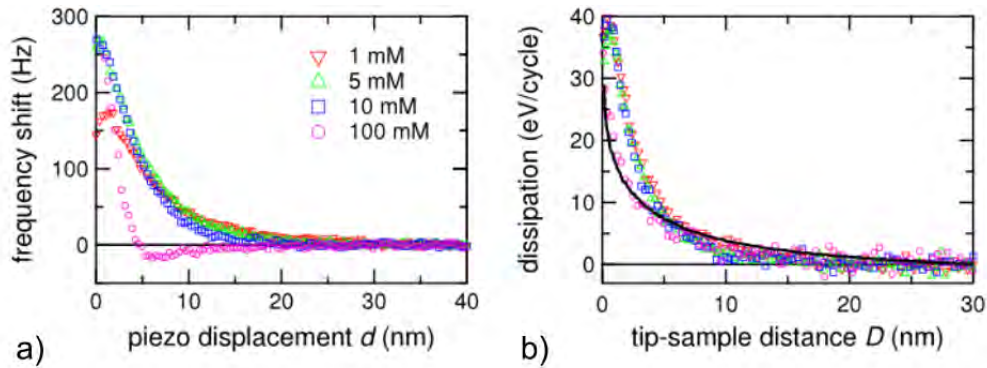 300
200
100
0
frequency shift (Hz)
1 mM
5 mM
10 mM
100 mM
0 10 20 30 40
piezo displacement d (nm)
a)
40
30
20
10
0
dissipation (eV/cycle)
0 10 20 30
tip-sample distance D (nm)
b)